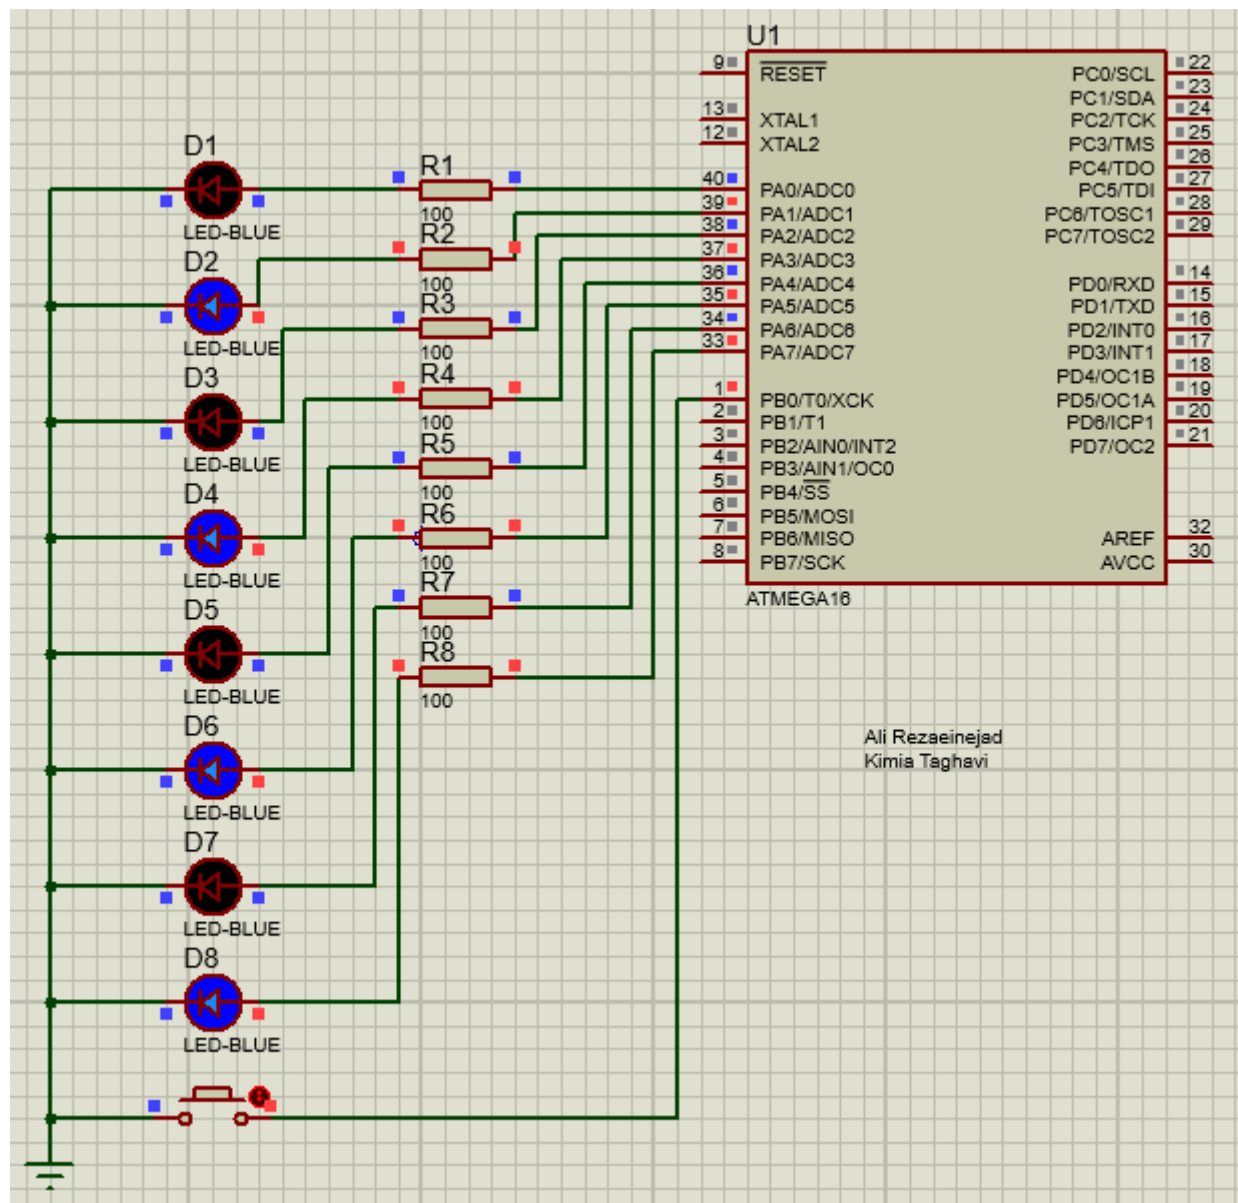 U1
9
RESET
13
XTAL1
12
XTAL2
40
PA0/ADC0
39
PA1/ADC1
38
PA2/ADC2
37
PA3/ADC3
36
PA4/ADC4
35
PA5/ADC5
34
PA6/ADC6
33
PA7/ADC7
1
PB0/T0/XCK
2
PB1/T1
3
PB2/AIN0/INT2
4
PB3/AIN1/OC0
5
PB4/SS
6
PB5/MOSI
7
PB6/MISO
8
PB7/SCK
PC0/SCL
22
PC1/SDA
23
PC2/TCK
24
PC3/TMS
25
PC4/TDO
26
PC5/TDI
27
PC6/TOSC1
28
PC7/TOSC2
29
PD0/RXD
14
PD1/TXD
15
PD2/INT0
16
PD3/INT1
17
PD4/OC1B
18
PD5/OC1A
19
PD6/ICP1
20
PD7/OC2
21
AREF
32
AVCC
30
ATMEGA16
D1
LED-BLUE
D2
LED-BLUE
D3
LED-BLUE
D4
LED-BLUE
D5
LED-BLUE
D6
LED-BLUE
D7
LED-BLUE
D8
LED-BLUE
R1
100
R2
100
R3
100
R4
100
R5
100
R6
100
R7
100
R8
100
Ali Rezaeinejad
Kimia Taghavi